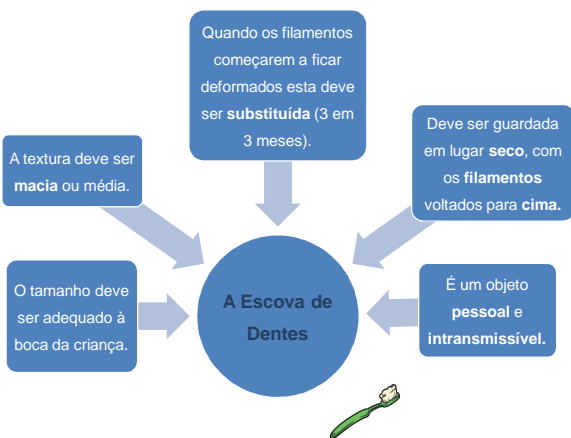 Quando os filamentos
começarem a ficar
deformados esta deve
ser substituída (3 em
3 meses).
A textura deve ser
macia ou média.
Deve ser guardada
em lugar seco, com
os filamentos
voltados para cima.
O tamanho deve
ser adequado à
boca da criança.
A Escova de
Dentes
É um objeto
pessoal e
intransmissível.